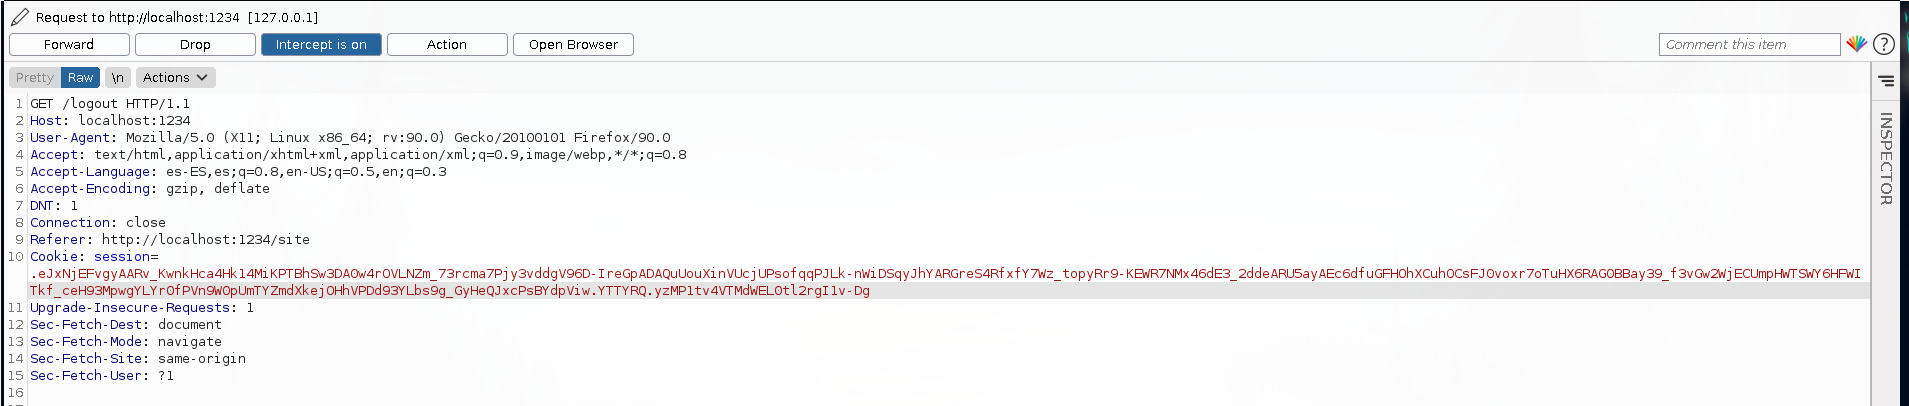 Request to http://localhost:1234 [127.0.0.1]
Forward Drop Intercept is on Action Open Browser Comment this item ?
Pretty Raw \n Actions
1 GET /logout HTTP/1.1
2 Host: localhost:1234
3 User-Agent: Mozilla/5.0 (X11; Linux x86_64; rv:90.0) Gecko/20100101 Firefox/90.0
4 Accept: text/html,application/xhtml+xml,application/xml;q=0.9,image/webp,*/*;q=0.8
5 Accept-Language: es-ES,es;q=0.8,en-US;q=0.5,en;q=0.3
6 Accept-Encoding: gzip, deflate
7 DNT: 1
8 Connection: close
9 Referer: http://localhost:1234/site
10 Cookie: session=
.eJxNjEFvgyAARv_KwnkHca4Hk14MiKPTBhSw3DAOw4rOVLNZm_73rcma7Pjy3vddgV96D-IreGpADAQuUouXinVUcjUPsofqqPJLk-nWiDSqyJhYARGreS4RfxfY7Wz_topyRr9-KEWR7NMx46dE3_2ddeARU5ayAEc6dfuGFHOhXCuhOCsFJ0voxr7oTuHX6RAG0BBay39_f3vGw2WjECUmpHWTSWY6HFWI
Tkf_ceH93MpwgYLYr0fPVn9W0pUmTYZmdXkejOHhVPDd93YLbs9g_GyHeQJxcPsBYdpViw.YTTYRQ.yzMP1tv4VTMdWEL0tl2rgI1v-Dg
11 Upgrade-Insecure-Requests: 1
12 Sec-Fetch-Dest: document
13 Sec-Fetch-Mode: navigate
14 Sec-Fetch-Site: same-origin
15 Sec-Fetch-User: ?1
16
INSPECTOR